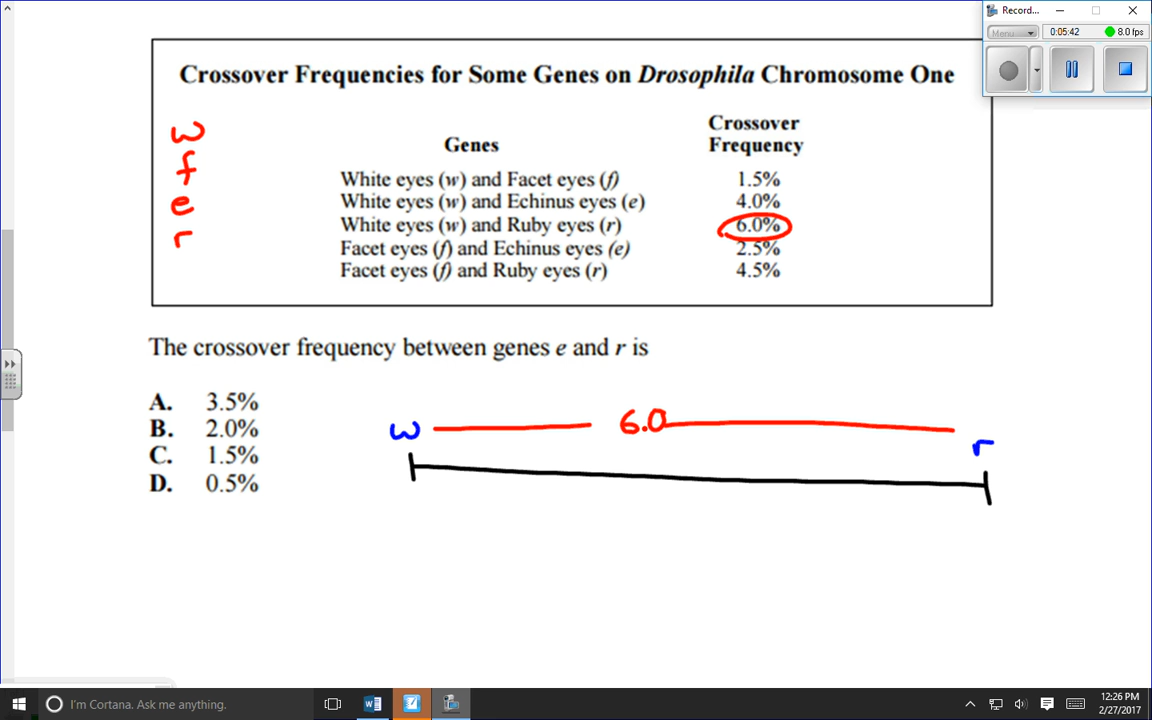 Record...
Menu
0:05:42
8.0 fps
Crossover Frequencies for Some Genes on Drosophila Chromosome One
w
f
e
r
Genes
Crossover
Frequency
White eyes (w) and Facet eyes (f) 1.5%
White eyes (w) and Echinus eyes (e) 4.0%
White eyes (w) and Ruby eyes (r) 6.0%
Facet eyes (f) and Echinus eyes (e) 2.5%
Facet eyes (f) and Ruby eyes (r) 4.5%
The crossover frequency between genes e and r is
A. 3.5%
B. 2.0%
C. 1.5%
D. 0.5%
w 6.0 r
I'm Cortana. Ask me anything.
12:26 PM
2/27/2017